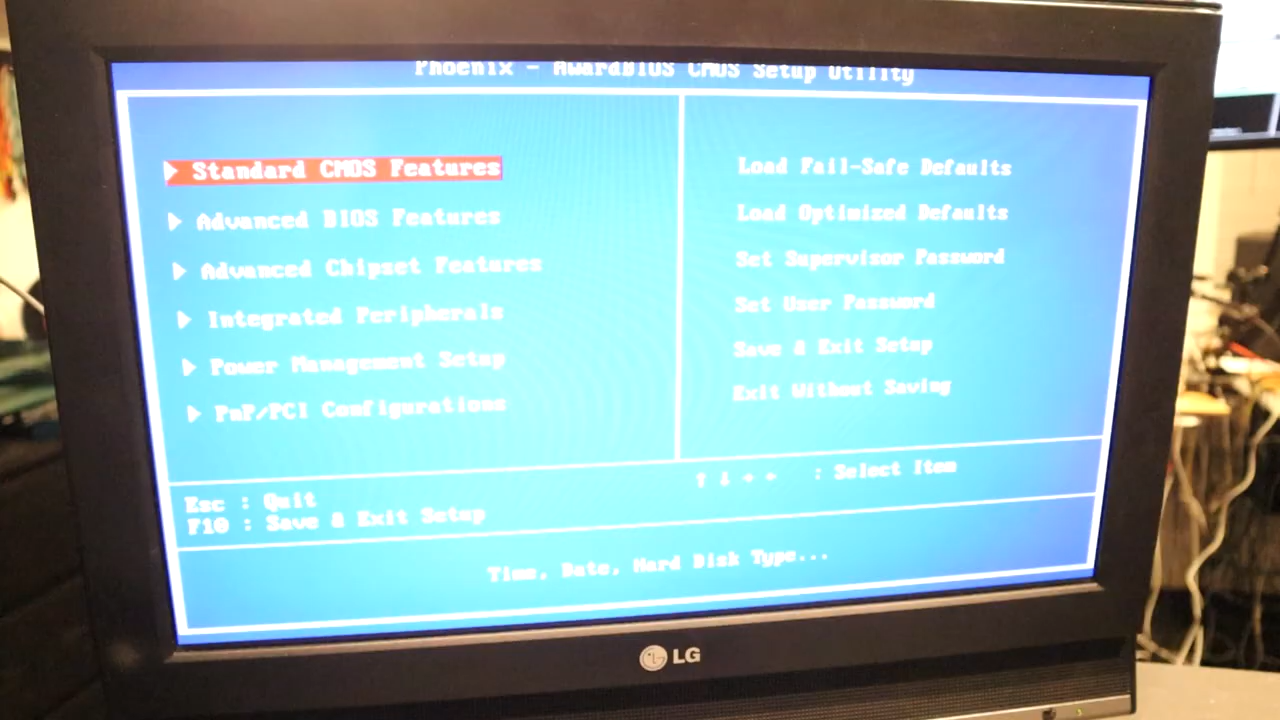 Phoenix - AwardBIOS CMOS Setup Utility
Standard CMOS Features
Advanced BIOS Features
Advanced Chipset Features
Integrated Peripherals
Power Management Setup
PnP/PCI Configurations
Load Fail-Safe Defaults
Load Optimized Defaults
Set Supervisor Password
Set User Password
Save & Exit Setup
Exit Without Saving
Esc : Quit
F10 : Save & Exit Setup
↑ ↓ → ← : Select Item
Time, Date, Hard Disk Type...
LG